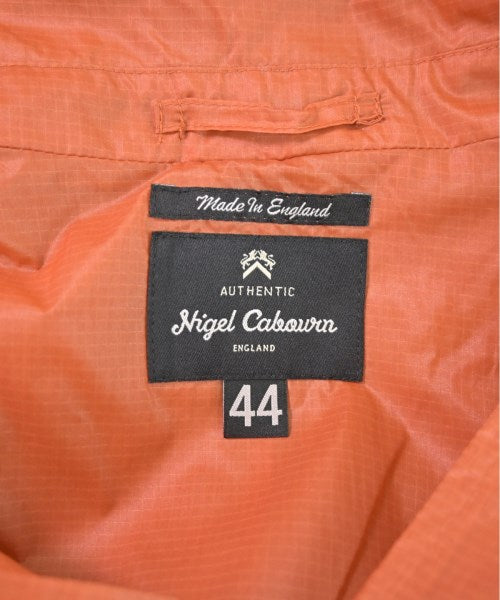 Made In England
AUTHENTIC
Nigel Cabourn
ENGLAND
44